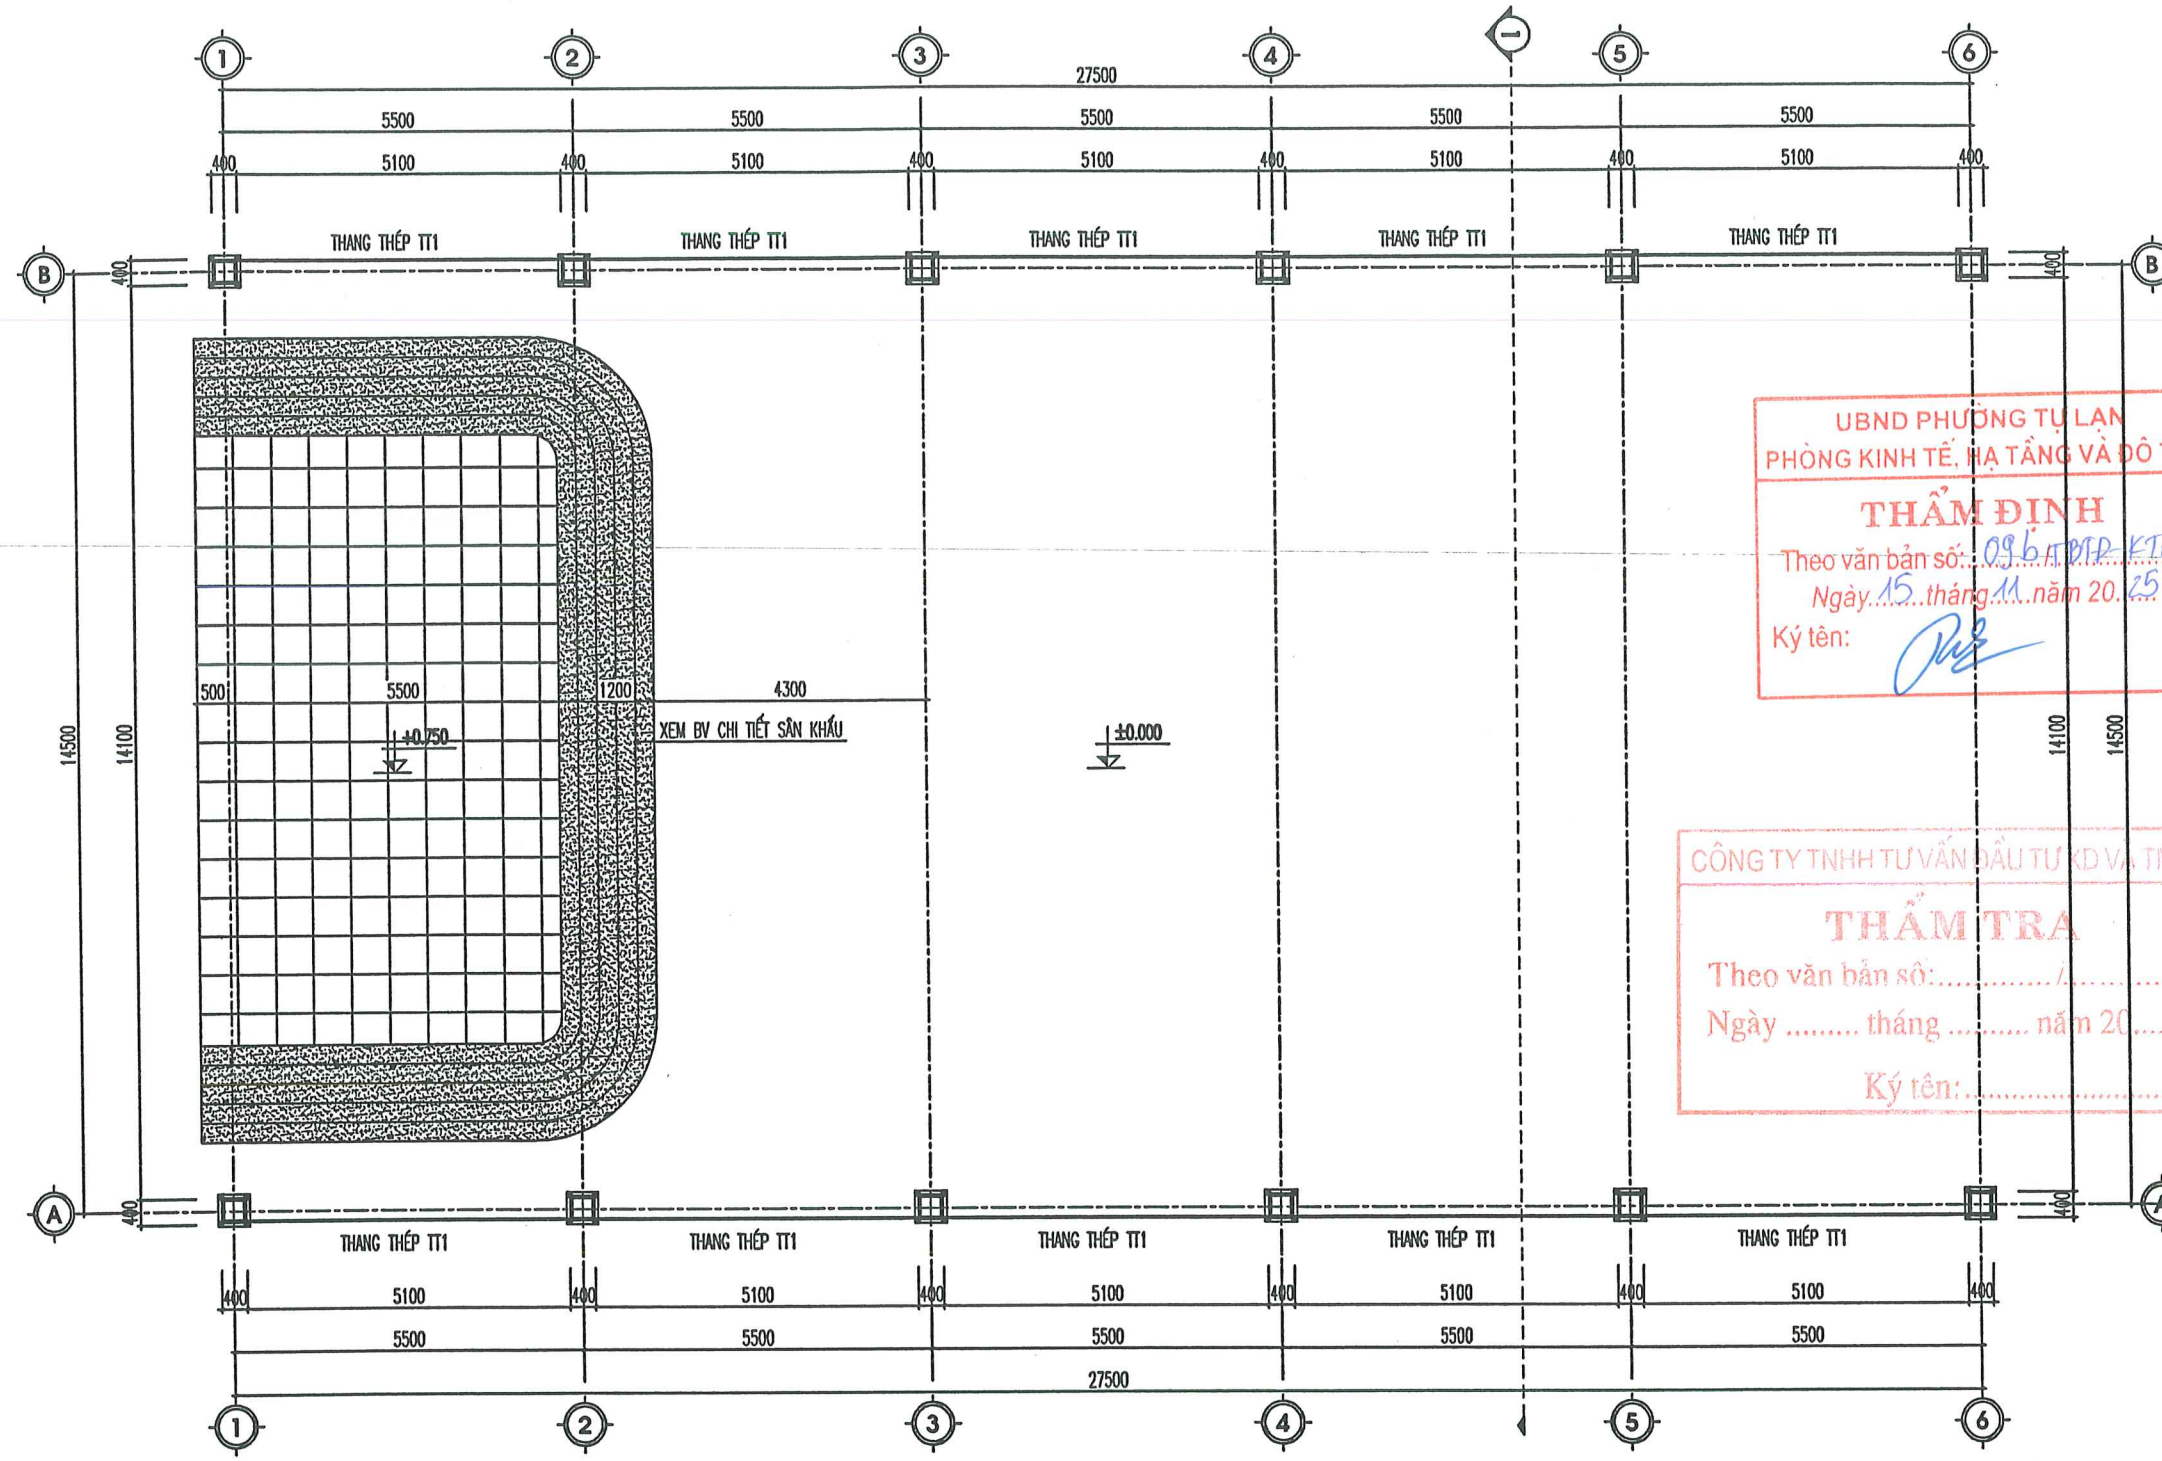 1 2 3 4 1 5 6
27500
5500 5500 5500 5500 5500
400 5100 400 5100 400 5100 400 5100 400 5100 400
THANG THÉP TT1 THANG THÉP TT1 THANG THÉP TT1 THANG THÉP TT1 THANG THÉP TT1
B 400 400 B
UBND PHƯỜNG TỰ LẠN
PHÒNG KINH TẾ, HẠ TẦNG VÀ ĐÔ
THẨM ĐỊNH
Theo văn bản số:
Ngày 15 tháng 11 năm 20 25
Ký tên:
500 5500 1200 4300
XEM BV CHI TIẾT SÂN KHẤU
+0.750
±0.000
14500 14100 14100 14500
CÔNG TY TNHH TƯ VẤN ĐẦU TƯ XD VÀ
THẨM TRA
Theo văn bản số:............./
Ngày ......... tháng .......... năm 20....
Ký tên:
A 400 400 A
THANG THÉP TT1 THANG THÉP TT1 THANG THÉP TT1 THANG THÉP TT1 THANG THÉP TT1
400 5100 400 5100 400 5100 400 5100 400 5100 400
5500 5500 5500 5500 5500
27500
1 2 3 4 5 6